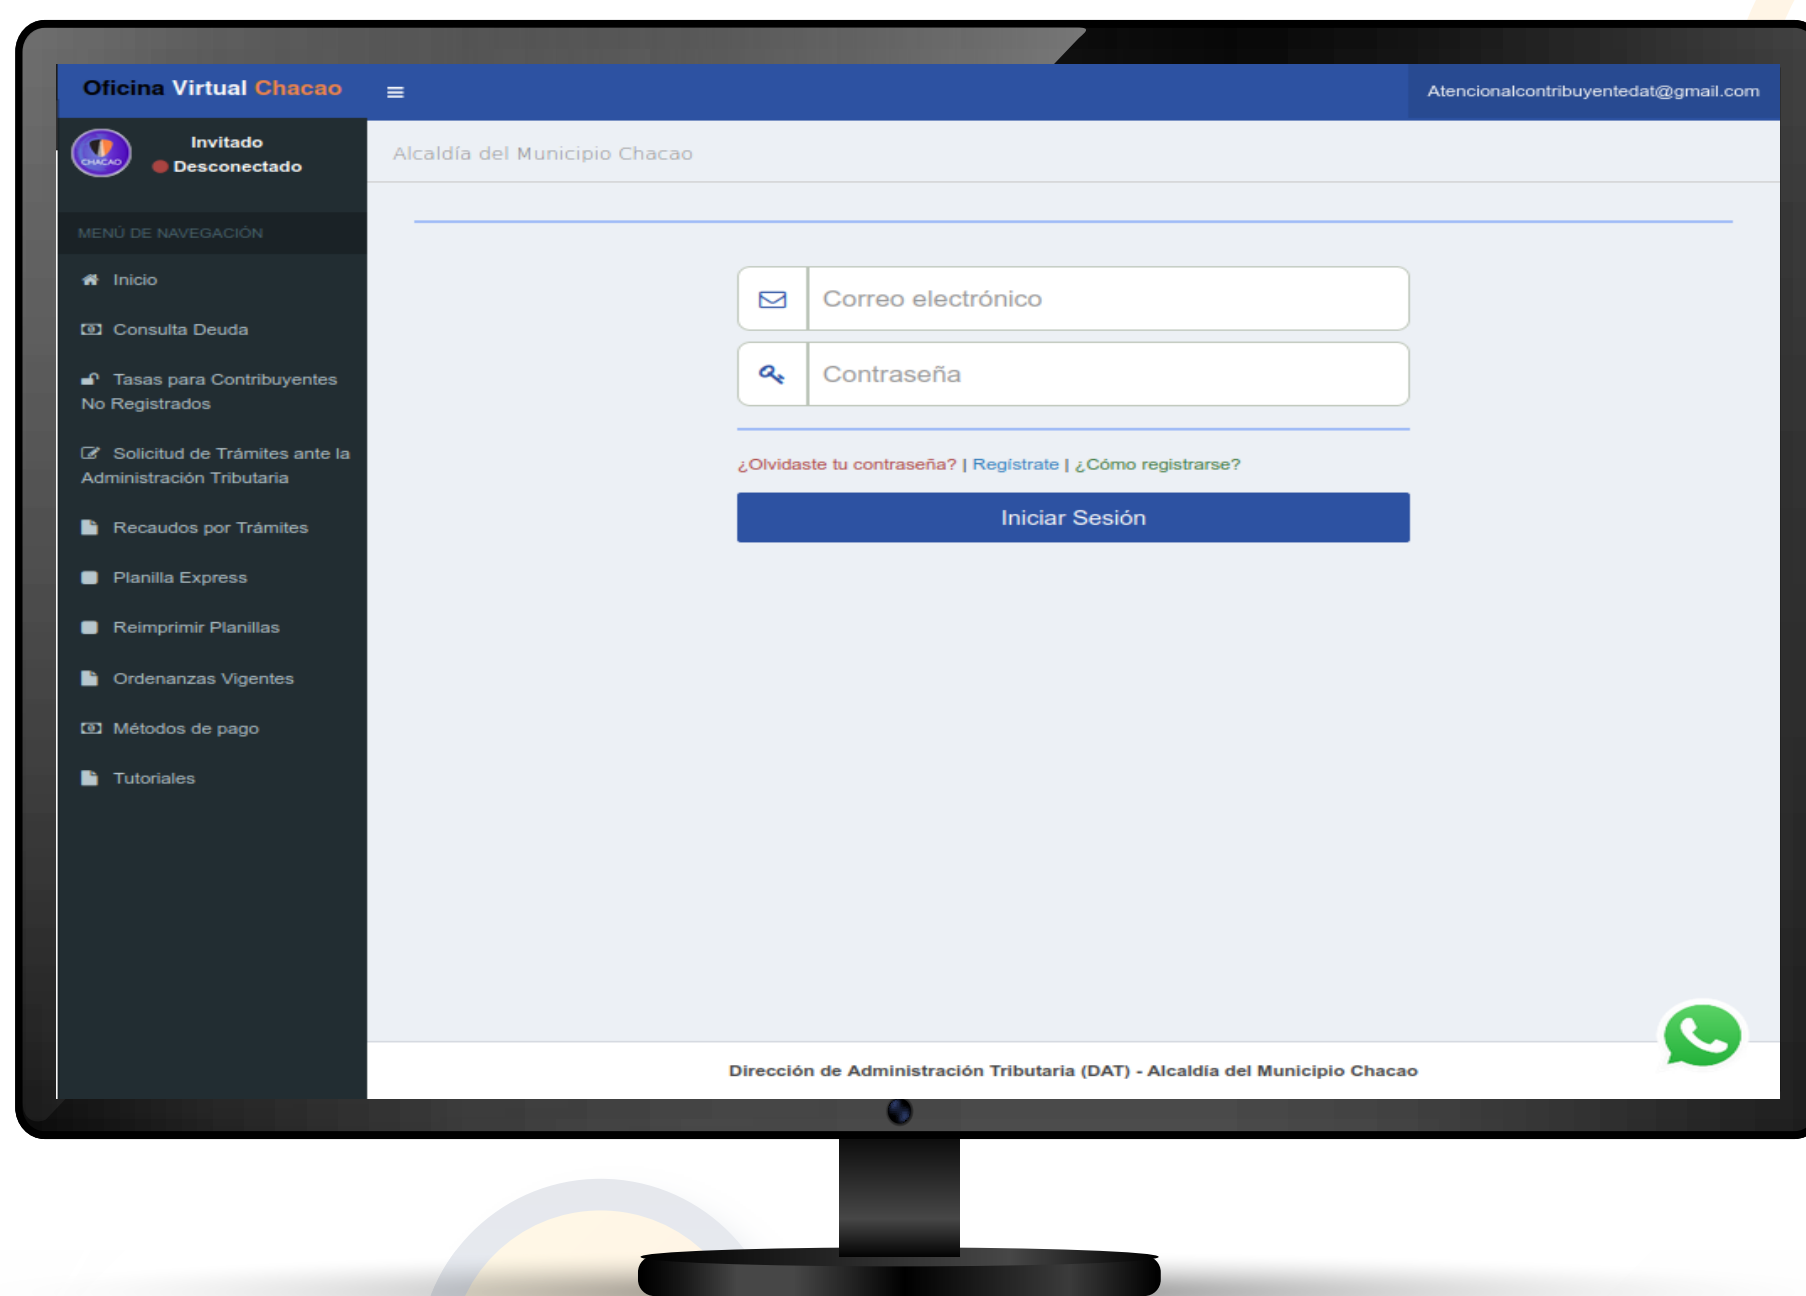 Oficina Virtual Chacao
Atencionalcontribuyentedat@gmail.com
CHACAO
Invitado
Desconectado
Alcaldía del Municipio Chacao
MENÚ DE NAVEGACIÓN
Inicio
Consulta Deuda
Tasas para Contribuyentes
No Registrados
Solicitud de Trámites ante la
Administración Tributaria
Recaudos por Trámites
Planilla Express
Reimprimir Planillas
Ordenanzas Vigentes
Métodos de pago
Tutoriales
Correo electrónico
Contraseña
¿Olvidaste tu contraseña? | Regístrate | ¿Cómo registrarse?
Iniciar Sesión
Dirección de Administración Tributaria (DAT) - Alcaldía del Municipio Chacao